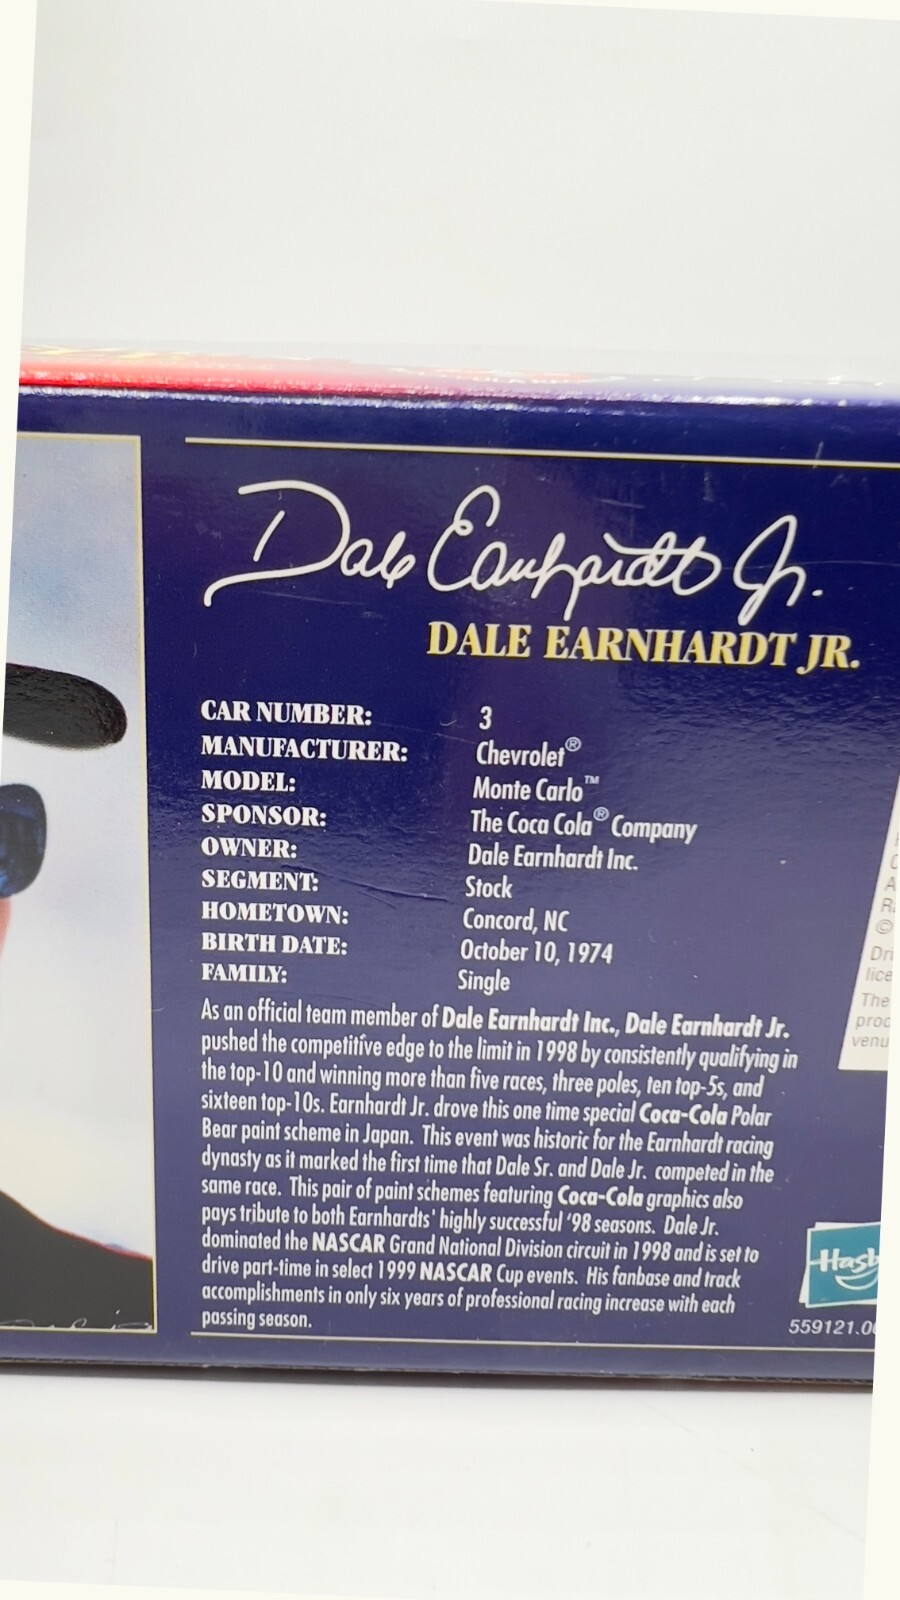 Dale Earnhardt Jr.
DALE EARNHARDT JR.
CAR NUMBER: 3
MANUFACTURER: Chevrolet®
MODEL: Monte Carlo™
SPONSOR: The Coca Cola® Company
OWNER: Dale Earnhardt Inc.
SEGMENT: Stock
HOMETOWN: Concord, NC
BIRTH DATE: October 10, 1974
FAMILY: Single
As an official team member of Dale Earnhardt Inc., Dale Earnhardt Jr.
pushed the competitive edge to the limit in 1998 by consistently qualifying in
the top-10 and winning more than five races, three poles, ten top-5s, and
sixteen top-10s. Earnhardt Jr. drove this one time special Coca-Cola Polar
Bear paint scheme in Japan. This event was historic for the Earnhardt racing
dynasty as it marked the first time that Dale Sr. and Dale Jr. competed in the
same race. This pair of paint schemes featuring Coca-Cola graphics also
pays tribute to both Earnhardts' highly successful '98 seasons. Dale Jr.
dominated the NASCAR Grand National Division circuit in 1998 and is set to
drive part-time in select 1999 NASCAR Cup events. His fanbase and track
accomplishments in only six years of professional racing increase with each
passing season.
©
Dri
lice
The
proc
venu
Hasb
559121.00